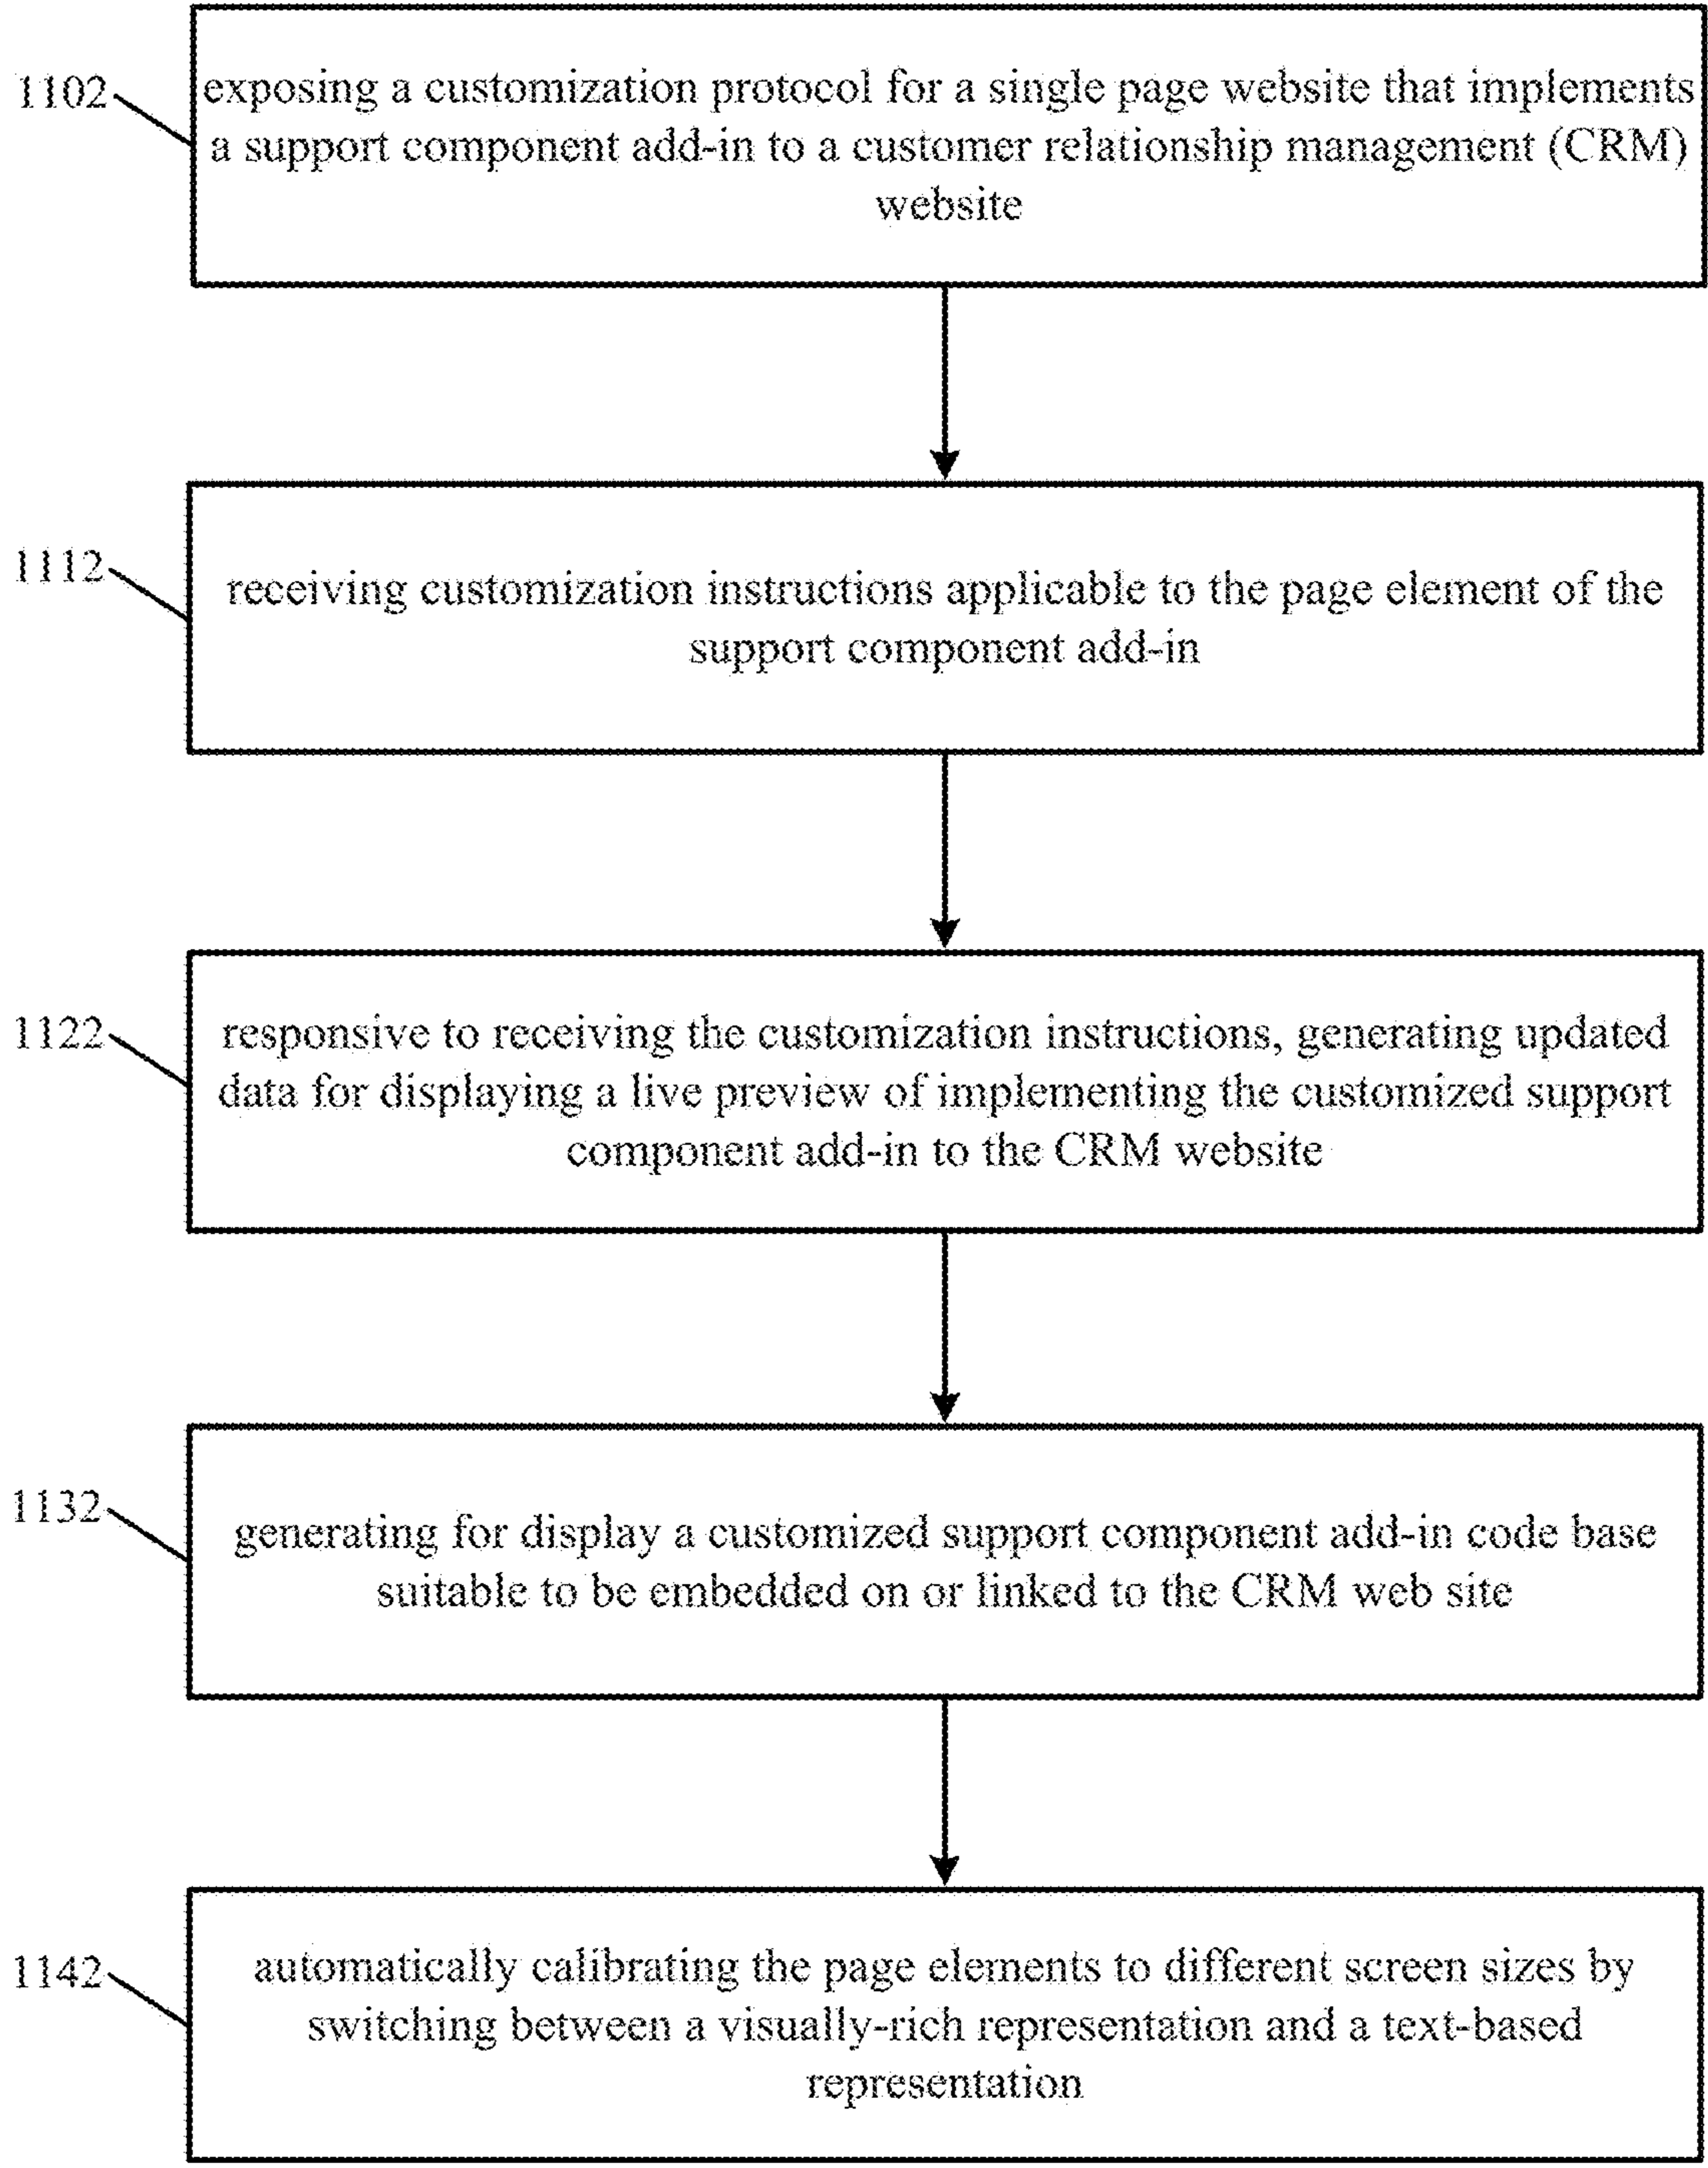 1102
exposing a customization protocol for a single page website that implements
a support component add-in to a customer relationship management (CRM)
website
1112
receiving customization instructions applicable to the page element of the
support component add-in
1122
responsive to receiving the customization instructions, generating updated
data for displaying a live preview of implementing the customized support
component add-in to the CRM website
1132
generating for display a customized support component add-in code base
suitable to be embedded on or linked to the CRM web site
1142
automatically calibrating the page elements to different screen sizes by
switching between a visually-rich representation and a text-based
representation